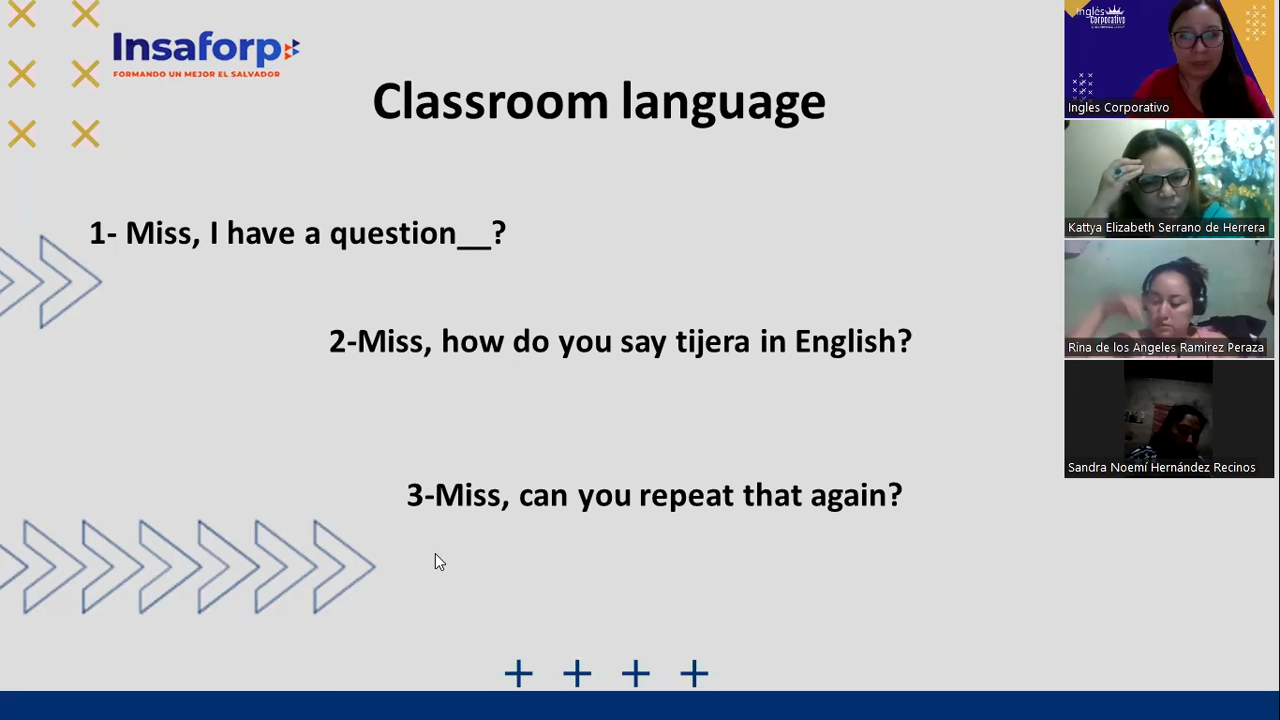 Insaforp
FORMANDO UN MEJOR EL SALVADOR
Classroom language
1- Miss, I have a question__?
2-Miss, how do you say tijera in English?
3-Miss, can you repeat that again?
Inglés
Corporativo
Ingles Corporativo
Kattya Elizabeth Serrano de Herrera
Rina de los Angeles Ramirez Peraza
Sandra Noemí Hernández Recinos